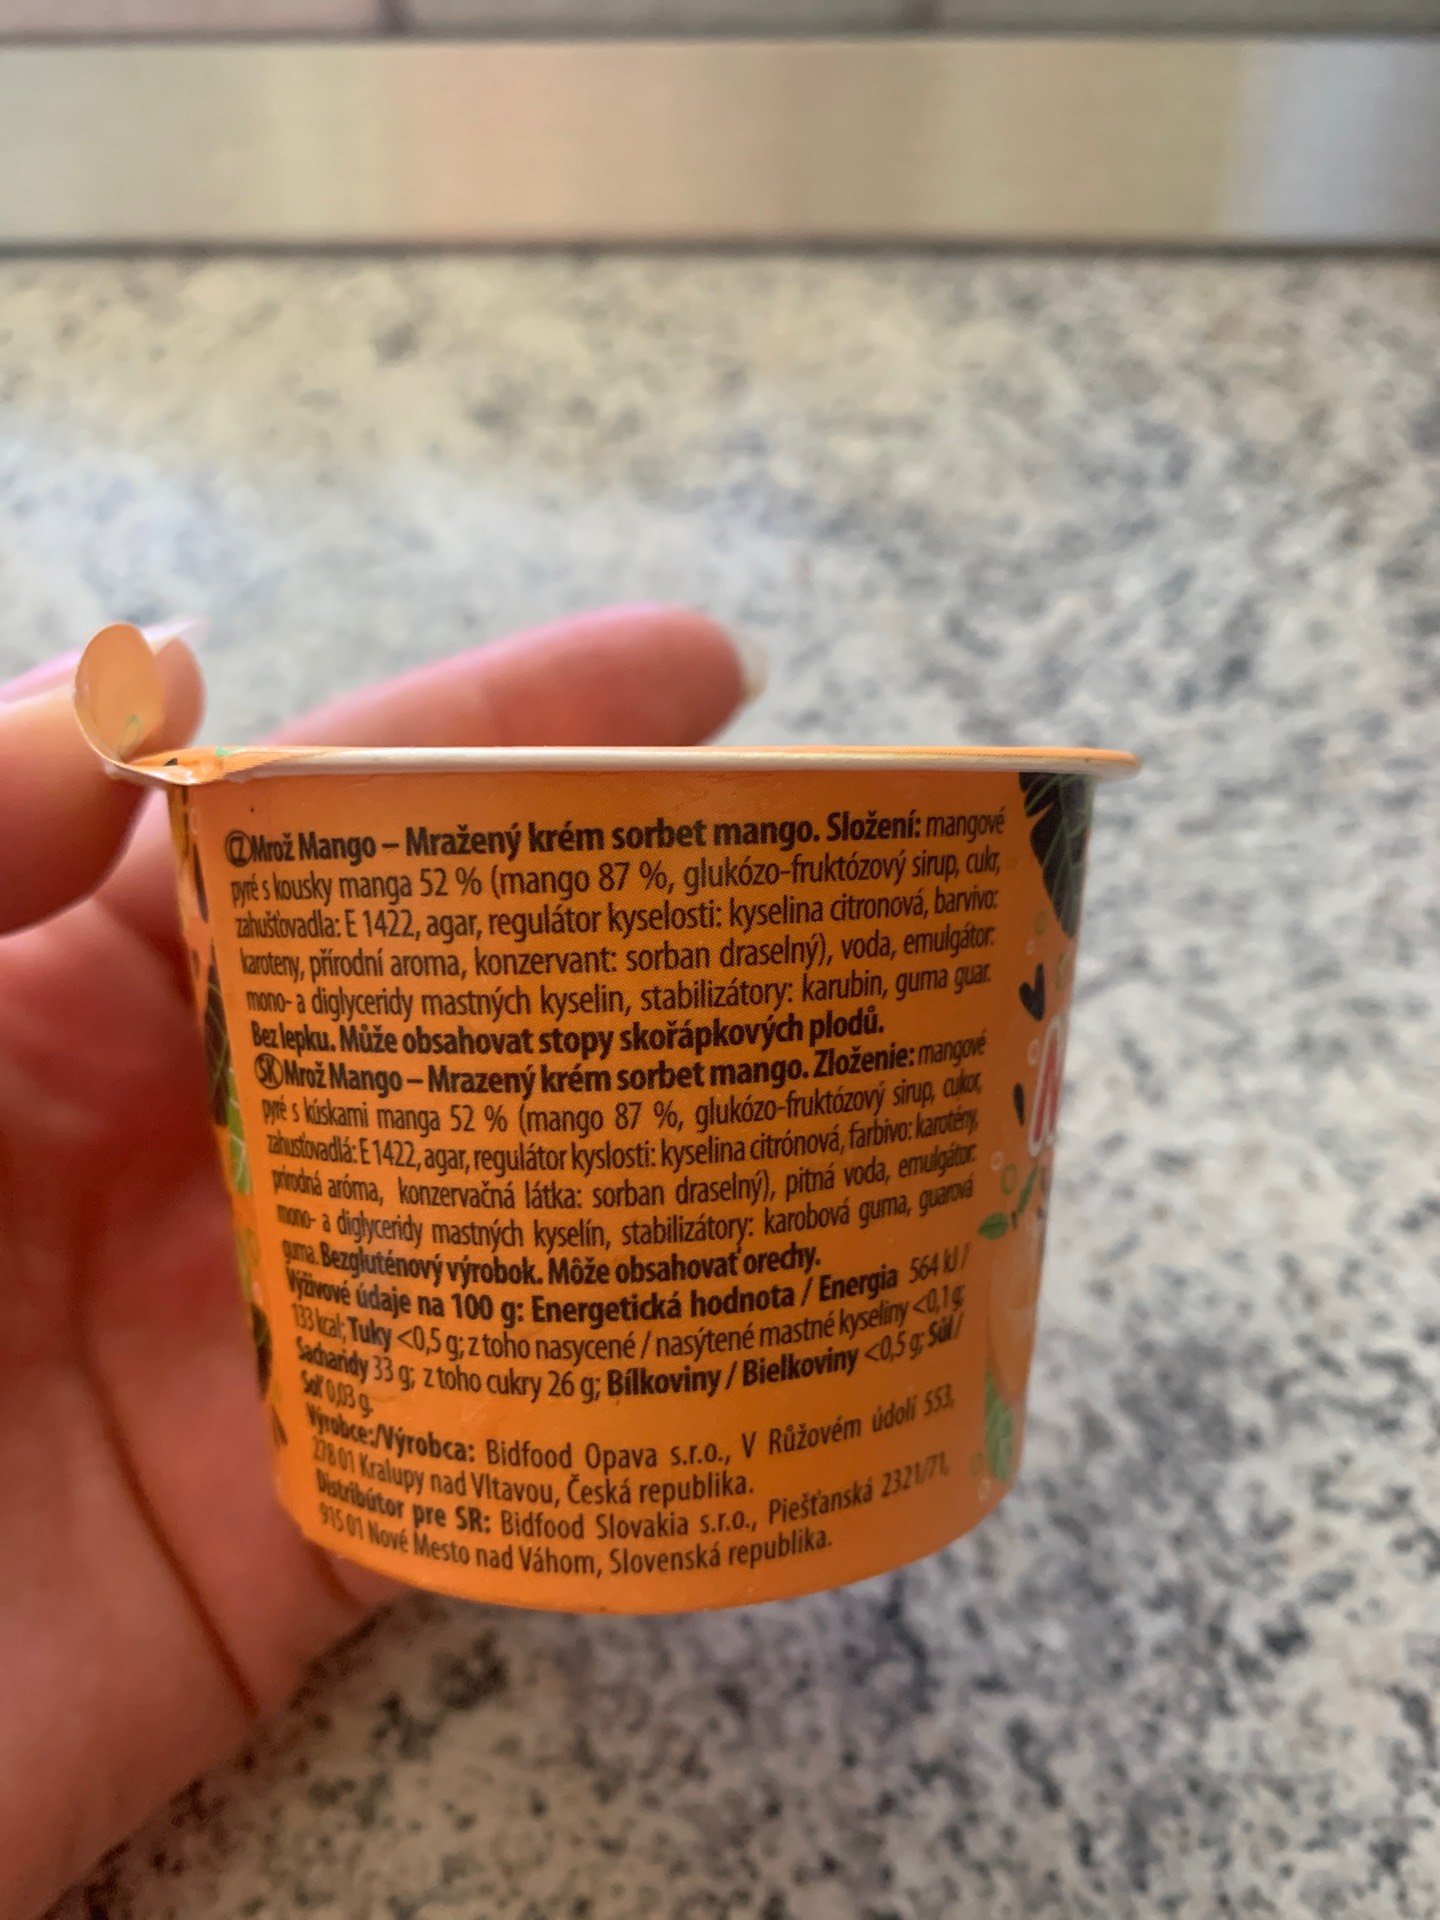 CZ Mrož Mango – Mražený krém sorbet mango. Složení: mangové
pyré s kousky manga 52 % (mango 87 %, glukózo-fruktózový sirup, cukr,
zahušťovadla: E 1422, agar, regulátor kyselosti: kyselina citronová, barvivo:
karoteny, přírodní aroma, konzervant: sorban draselný), voda, emulgátor:
mono- a diglyceridy mastných kyselin, stabilizátory: karubin, guma guar.
Bez lepku. Může obsahovat stopy skořápkových plodů.
SK Mrož Mango – Mrazený krém sorbet mango. Zloženie: mangové
pyré s kúskami manga 52 % (mango 87 %, glukózo-fruktózový sirup, cukor,
zahusťovadlá: E 1422, agar, regulátor kyslosti: kyselina citrónová, farbivo: karotény,
prírodná aróma, konzervačná látka: sorban draselný), pitná voda, emulgátor:
mono- a diglyceridy mastných kyselín, stabilizátory: karobová guma, guarová
guma. Bezgluténový výrobok. Môže obsahovať orechy.
Výživové údaje na 100 g: Energetická hodnota / Energia 564 kJ /
133 kcal; Tuky <0,5 g; z toho nasycené / nasýtené mastné kyseliny <0,1 g;
Sacharidy 33 g; z toho cukry 26 g; Bílkoviny / Bielkoviny <0,5 g; Sůl /
Soľ 0,03 g.
Výrobce:/Výrobca: Bidfood Opava s.r.o., V Růžovém údolí 553,
278 01 Kralupy nad Vltavou, Česká republika.
Distribútor pre SR: Bidfood Slovakia s.r.o., Piešťanská 2321/71,
915 01 Nové Mesto nad Váhom, Slovenská republika.